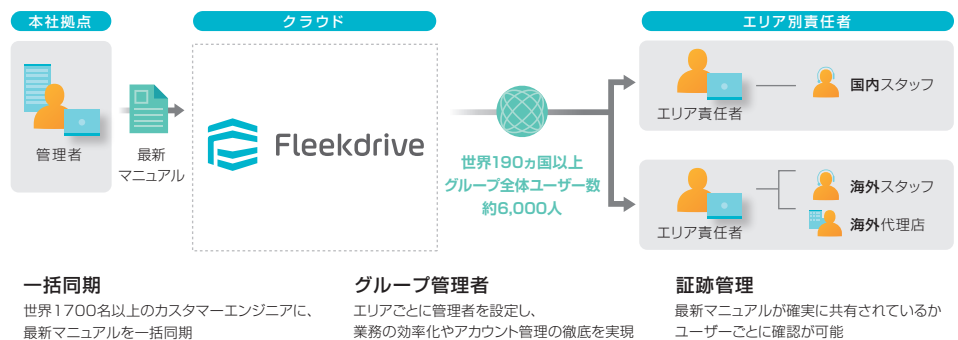 本社拠点
クラウド
エリア別責任者
管理者
最新
マニュアル
Fleekdrive
世界190ヵ国以上
グループ全体ユーザー数
約6,000人
エリア責任者
国内スタッフ
エリア責任者
海外スタッフ
海外代理店
一括同期
世界1700名以上のカスタマーエンジニアに、
最新マニュアルを一括同期
グループ管理者
エリアごとに管理者を設定し、
業務の効率化やアカウント管理の徹底を実現
証跡管理
最新マニュアルが確実に共有されているか
ユーザーごとに確認が可能